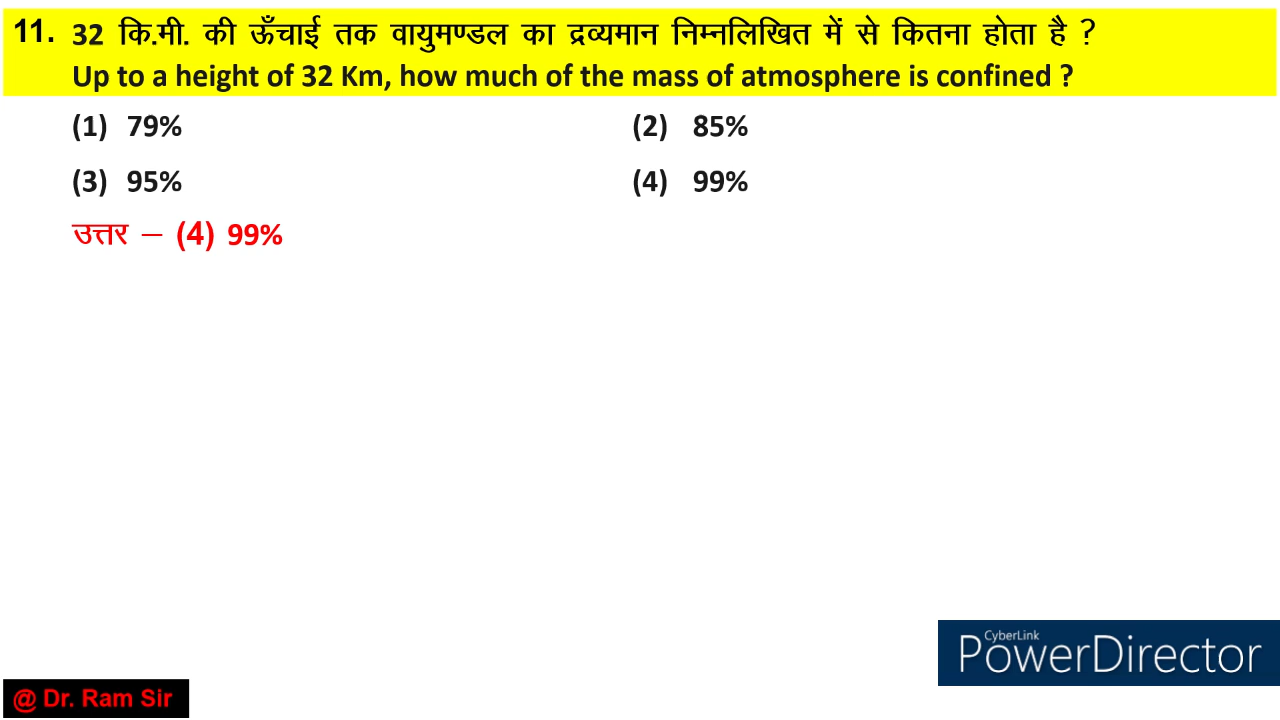 11. 32 कि.मी. की ऊँचाई तक वायुमण्डल का द्रव्यमान निम्नलिखित में से कितना होता है ?
Up to a height of 32 Km, how much of the mass of atmosphere is confined ?
(1) 79% (2) 85%
(3) 95% (4) 99%
उत्तर – (4) 99%
CyberLink
PowerDirector
@ Dr. Ram Sir